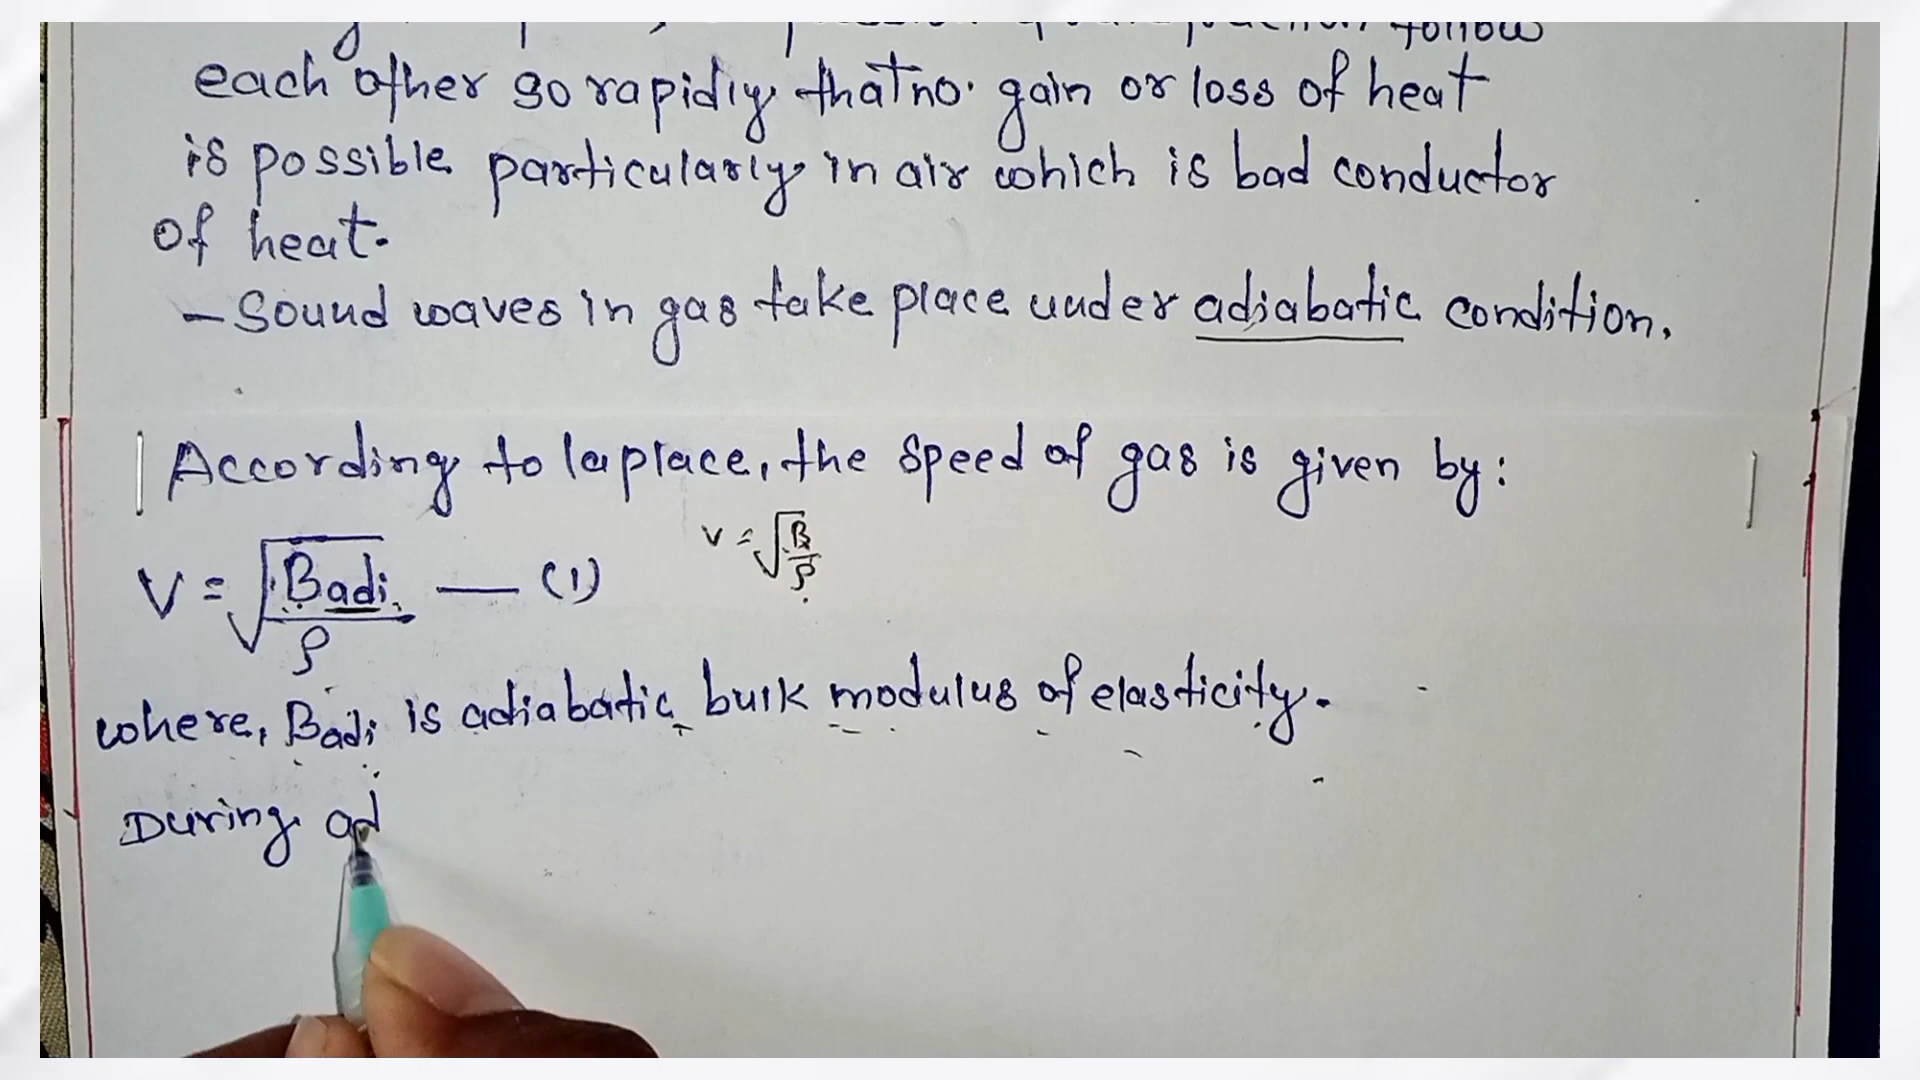 follow
each other so rapidly that no. gain or loss of heat
is possible particularly in air which is bad conductor
of heat.
- Sound waves in gas take place under adiabatic condition.
According to laplace, the speed of gas is given by:
V = √(Badi / ρ) — (1)
V = √(B / ρ)
where, Badi is adiabatic bulk modulus of elasticity.
During ad